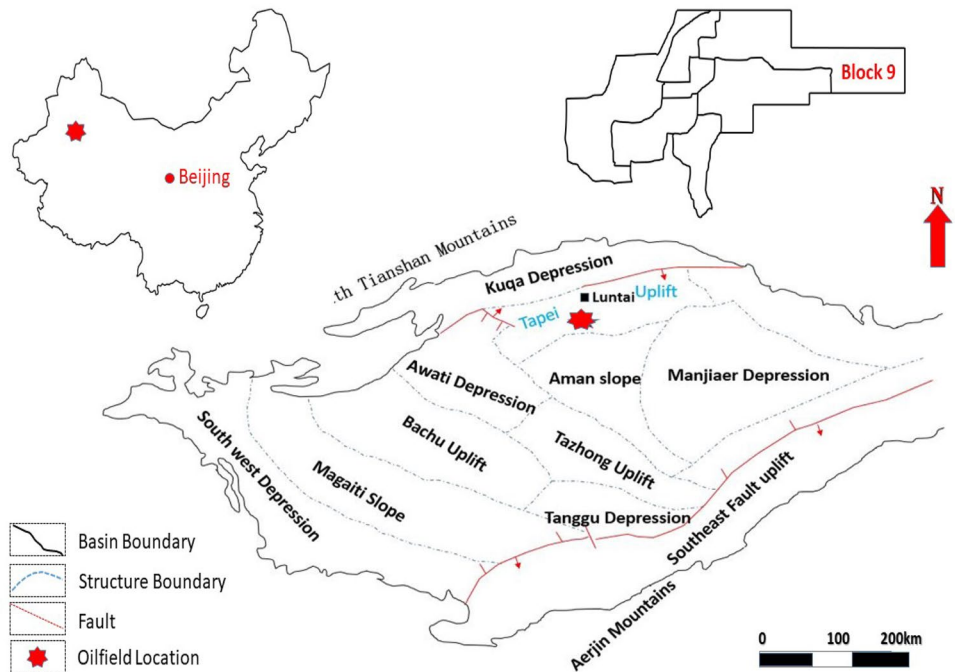 Block 9
Beijing
N
th Tianshan Mountains
Kuqa Depression
Luntai
Uplift
Tapei
Awati Depression
Aman slope
Manjiaer Depression
Bachu Uplift
Tazhong Uplift
South west Depression
Magaiti Slope
Tanggu Depression
Southeast Fault uplift
Aerjin Mountains
Basin Boundary
Structure Boundary
Fault
Oilfield Location
0 100 200km